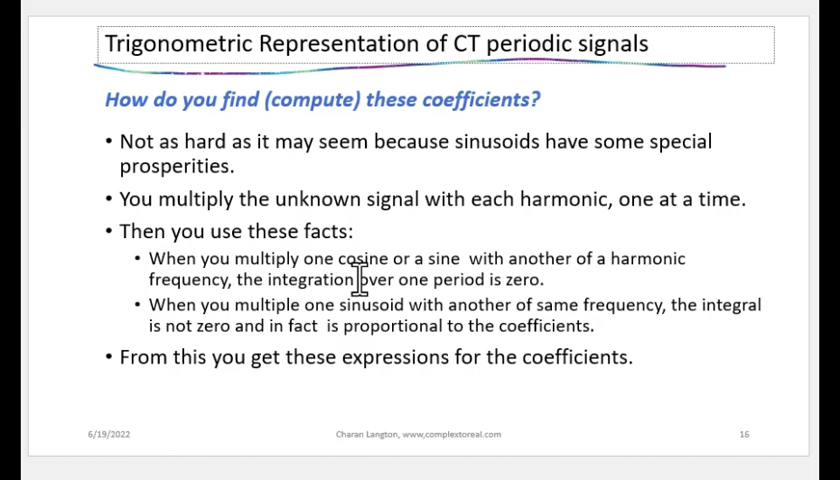 Trigonometric Representation of CT periodic signals
How do you find (compute) these coefficients?
• Not as hard as it may seem because sinusoids have some special
prosperities.
• You multiply the unknown signal with each harmonic, one at a time.
• Then you use these facts:
• When you multiply one cosine or a sine with another of a harmonic
frequency, the integration over one period is zero.
• When you multiple one sinusoid with another of same frequency, the integral
is not zero and in fact is proportional to the coefficients.
• From this you get these expressions for the coefficients.
6/19/2022
Charan Langton, www,complextoreal.com
16